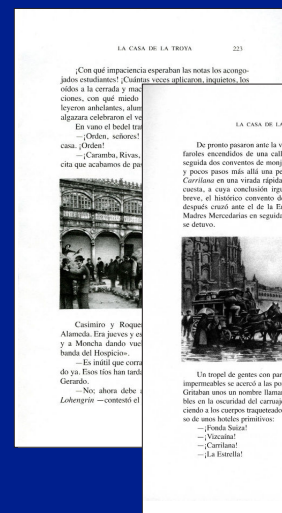 LA CASA DE LA TROYA 223
¡Con qué impaciencia esperaban las notas los acongo-
jados estudiantes! ¡Cuántas veces aplicaron, inquietos, los
oídos a la cerrada y mac
ciones, con qué miedo
leyeron anhelantes, alum
algazara celebraron el ve
En vano el bedel tra
—¡Orden, señores!
casa. ¡Orden!
—¡Caramba, Rivas,
cita que acabamos de pa
Casimiro y Roque
Alameda. Era jueves y es
y a Moncha dando vue
banda del Hospicio».
—Es inútil que corra
do ya. Esos tíos han tarda
Gerardo.
—No; ahora debe
Lohengrin —contestó el
LA CASA DE LA
De pronto pasaron ante la v
faroles encendidos de una call
seguida dos conventos de monj
y pocos pasos más allá una pe
Carrilana en una virada rápida
cuesta, a cuya conclusión irgu
breve, el histórico convento d
después cruzó ante el de la En
Madres Mercedarias en seguida
se detuvo.
Un tropel de gentes con par
impermeables se acercó a las po
Gritaban unos un nombre llama
bles en la oscuridad del carruaj
ciendo a los cuerpos traqueteado
so de unos hoteles primitivos:
—¡Fonda Suiza!
—¡Vizcaína!
—¡Carrilana!
—¡La Estrella!